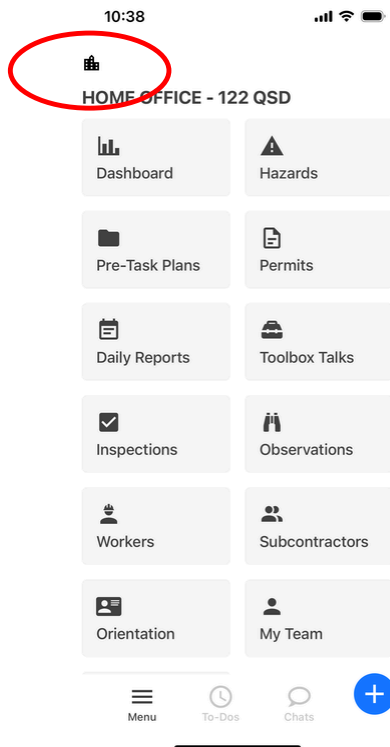 10:38
HOME OFFICE - 122 QSD
Dashboard
Hazards
Pre-Task Plans
Permits
Daily Reports
Toolbox Talks
Inspections
Observations
Workers
Subcontractors
Orientation
My Team
Menu
To-Dos
Chats